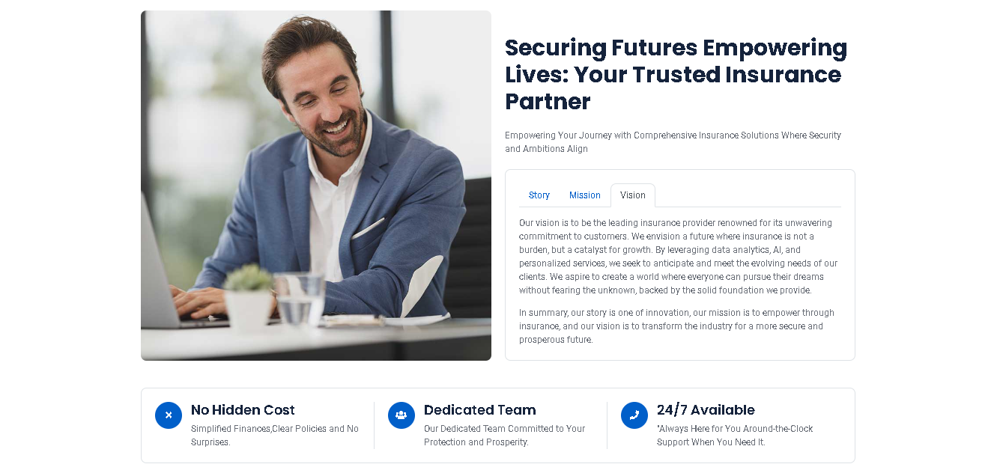 Securing Futures Empowering
Lives: Your Trusted Insurance
Partner
Empowering Your Journey with Comprehensive Insurance Solutions Where Security
and Ambitions Align
Story Mission Vision
Our vision is to be the leading insurance provider renowned for its unwavering
commitment to customers. We envision a future where insurance is not a
burden, but a catalyst for growth. By leveraging data analytics, AI, and
personalized services, we seek to anticipate and meet the evolving needs of our
clients. We aspire to create a world where everyone can pursue their dreams
without fearing the unknown, backed by the solid foundation we provide.
In summary, our story is one of innovation, our mission is to empower through
insurance, and our vision is to transform the industry for a more secure and
prosperous future.
No Hidden Cost
Simplified Finances,Clear Policies and No
Surprises.
Dedicated Team
Our Dedicated Team Committed to Your
Protection and Prosperity.
24/7 Available
"Always Here for You Around-the-Clock
Support When You Need It.